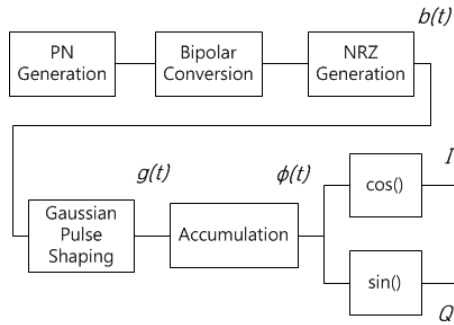 b(t)
PN
Generation
Bipolar
Conversion
NRZ
Generation
g(t)
ϕ(t)
I
cos()
Gaussian
Pulse
Shaping
Accumulation
sin()
Q